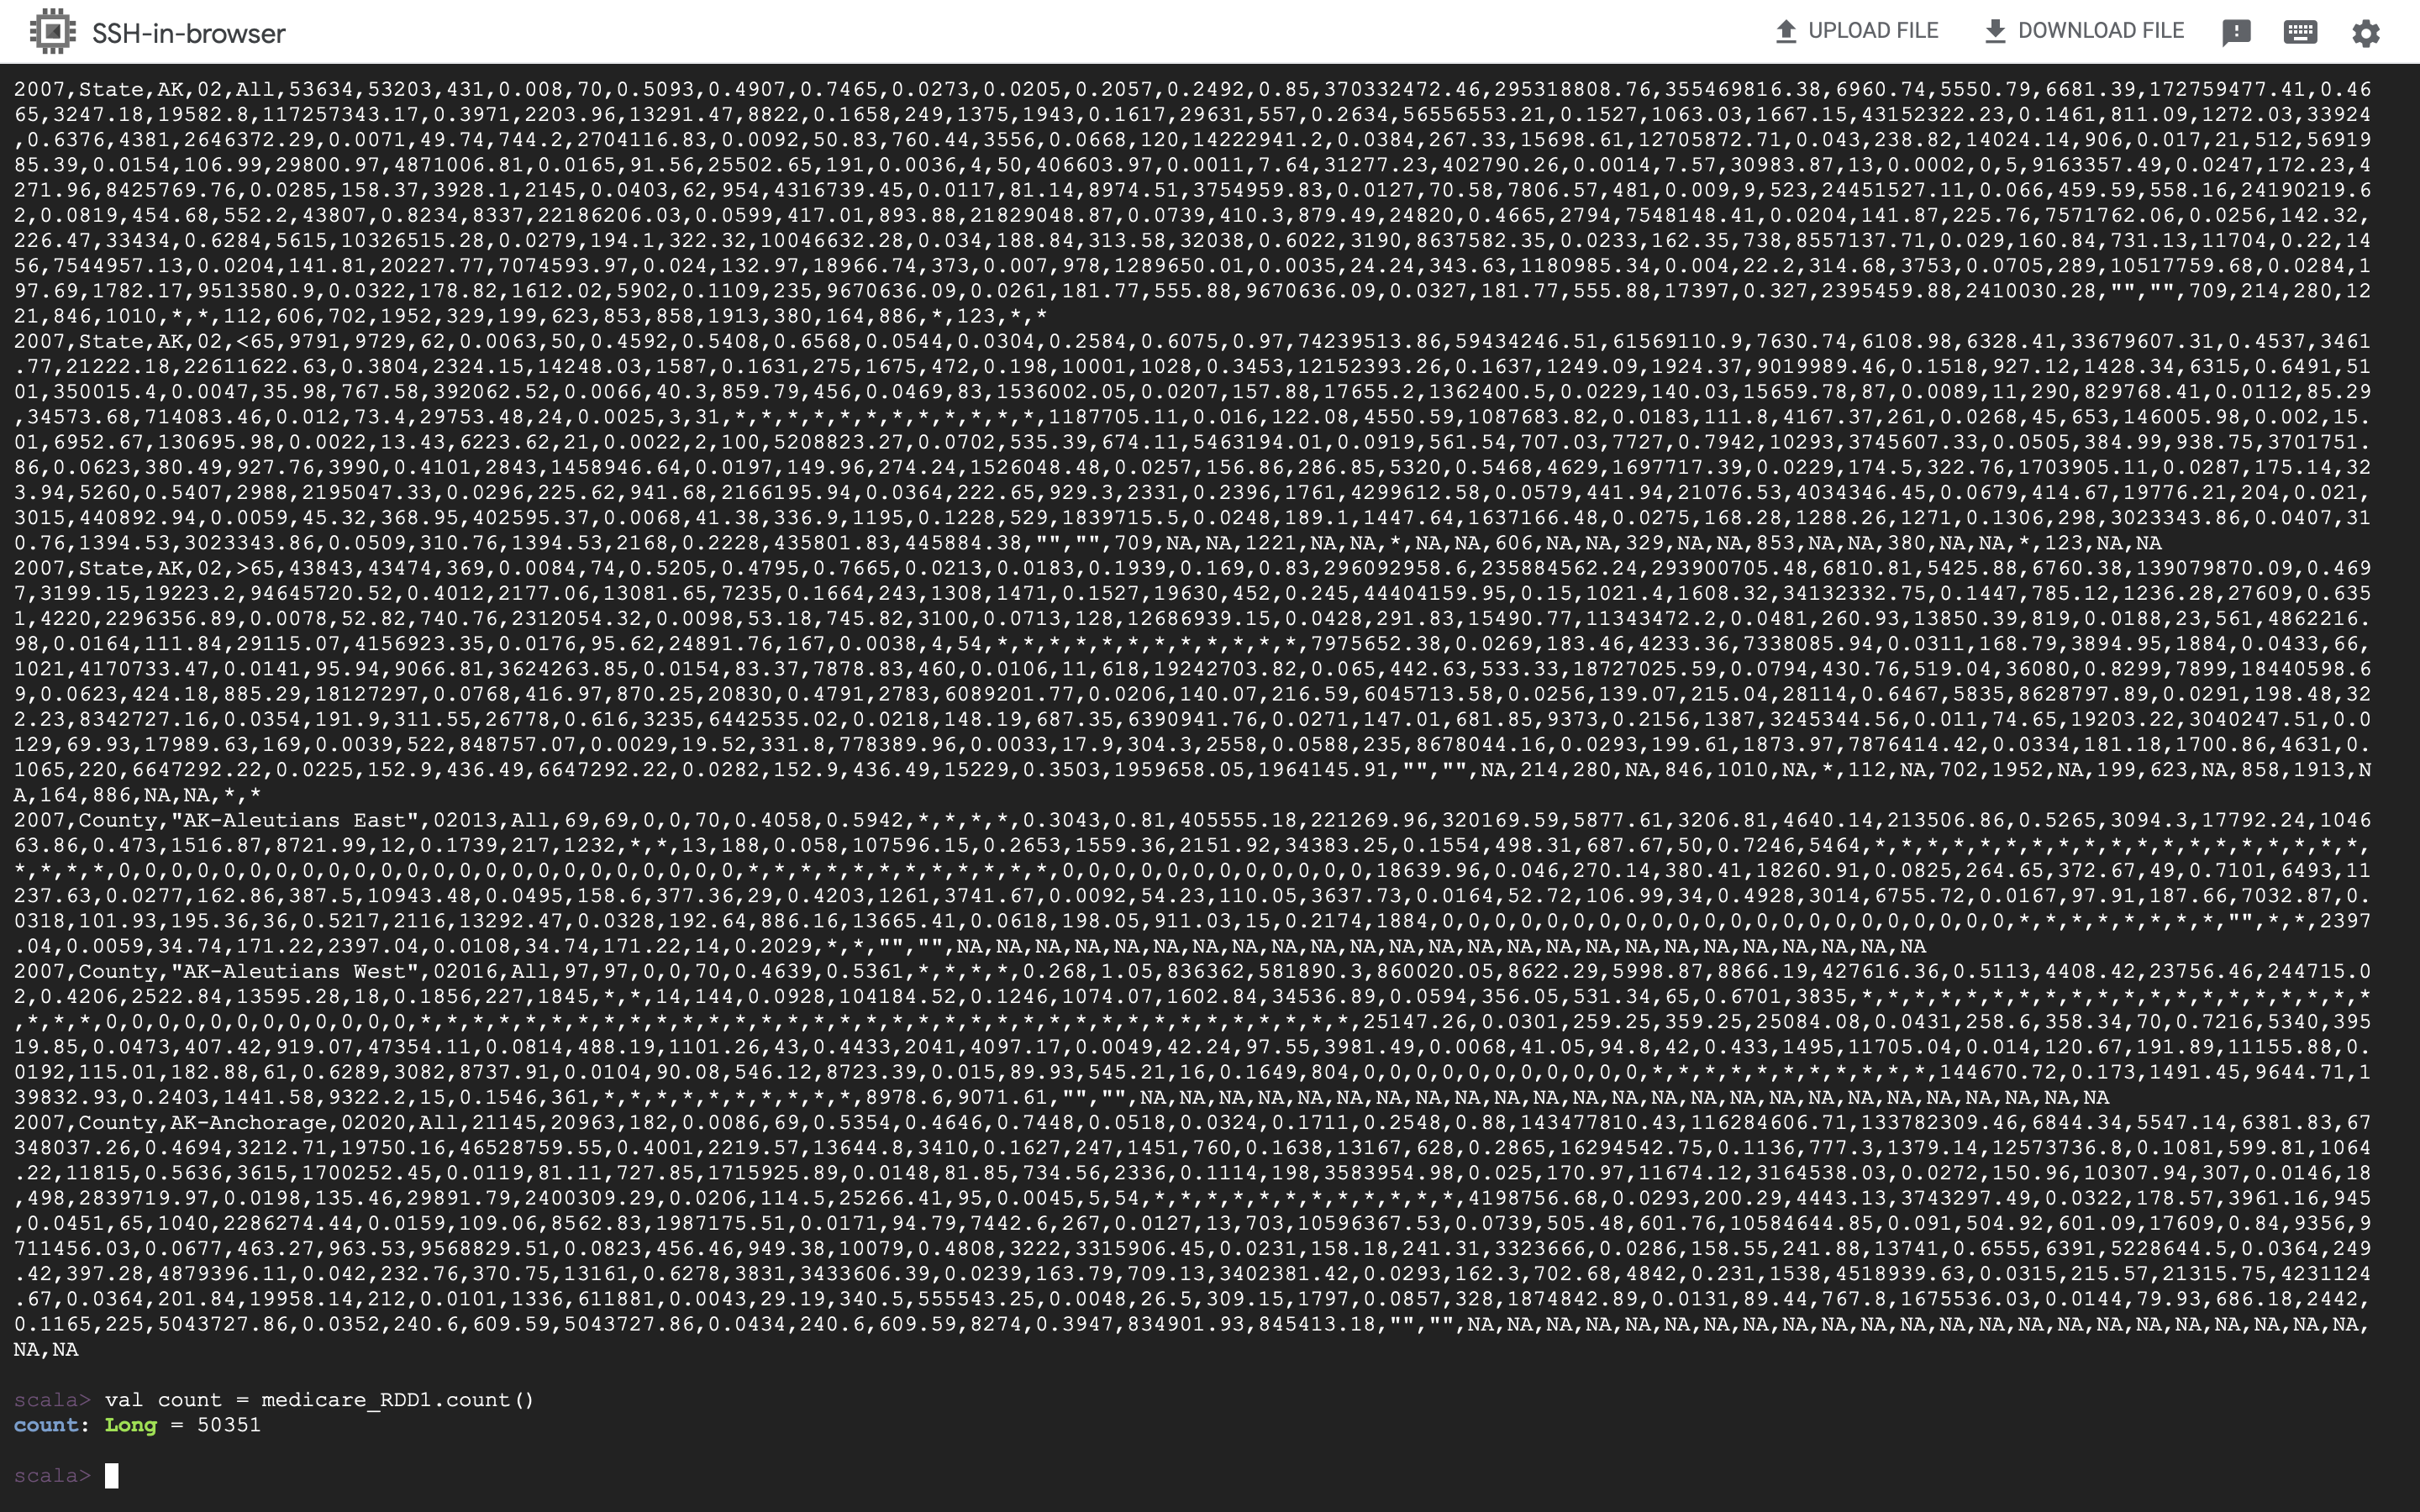 SSH-in-browser
UPLOAD FILE
DOWNLOAD FILE
2007,State,AK,02,All,53634,53203,431,0.008,70,0.5093,0.4907,0.7465,0.0273,0.0205,0.2057,0.2492,0.85,370332472.46,295318808.76,355469816.38,6960.74,5550.79,6681.39,172759477.41,0.46
65,3247.18,19582.8,117257343.17,0.3971,2203.96,13291.47,8822,0.1658,249,1375,1943,0.1617,29631,557,0.2634,56556553.21,0.1527,1063.03,1667.15,43152322.23,0.1461,811.09,1272.03,33924
,0.6376,4381,2646372.29,0.0071,49.74,744.2,2704116.83,0.0092,50.83,760.44,3556,0.0668,120,14222941.2,0.0384,267.33,15698.61,12705872.71,0.043,238.82,14024.14,906,0.017,21,512,56919
85.39,0.0154,106.99,29800.97,4871006.81,0.0165,91.56,25502.65,191,0.0036,4,50,406603.97,0.0011,7.64,31277.23,402790.26,0.0014,7.57,30983.87,13,0.0002,0,5,9163357.49,0.0247,172.23,4
271.96,8425769.76,0.0285,158.37,3928.1,2145,0.0403,62,954,4316739.45,0.0117,81.14,8974.51,3754959.83,0.0127,70.58,7806.57,481,0.009,9,523,24451527.11,0.066,459.59,558.16,24190219.6
2,0.0819,454.68,552.2,43807,0.8234,8337,22186206.03,0.0599,417.01,893.88,21829048.87,0.0739,410.3,879.49,24820,0.4665,2794,7548148.41,0.0204,141.87,225.76,7571762.06,0.0256,142.32,
226.47,33434,0.6284,5615,10326515.28,0.0279,194.1,322.32,10046632.28,0.034,188.84,313.58,32038,0.6022,3190,8637582.35,0.0233,162.35,738,8557137.71,0.029,160.84,731.13,11704,0.22,14
56,7544957.13,0.0204,141.81,20227.77,7074593.97,0.024,132.97,18966.74,373,0.007,978,1289650.01,0.0035,24.24,343.63,1180985.34,0.004,22.2,314.68,3753,0.0705,289,10517759.68,0.0284,1
97.69,1782.17,9513580.9,0.0322,178.82,1612.02,5902,0.1109,235,9670636.09,0.0261,181.77,555.88,9670636.09,0.0327,181.77,555.88,17397,0.327,2395459.88,2410030.28,"","",709,214,280,12
21,846,1010,*,*,112,606,702,1952,329,199,623,853,858,1913,380,164,886,*,123,*,*
2007,State,AK,02,<65,9791,9729,62,0.0063,50,0.4592,0.5408,0.6568,0.0544,0.0304,0.2584,0.6075,0.97,74239513.86,59434246.51,61569110.9,7630.74,6108.98,6328.41,33679607.31,0.4537,3461
.77,21222.18,22611622.63,0.3804,2324.15,14248.03,1587,0.1631,275,1675,472,0.198,10001,1028,0.3453,12152393.26,0.1637,1249.09,1924.37,9019989.46,0.1518,927.12,1428.34,6315,0.6491,51
01,350015.4,0.0047,35.98,767.58,392062.52,0.0066,40.3,859.79,456,0.0469,83,1536002.05,0.0207,157.88,17655.2,1362400.5,0.0229,140.03,15659.78,87,0.0089,11,290,829768.41,0.0112,85.29
,34573.68,714083.46,0.012,73.4,29753.48,24,0.0025,3,31,*,*,*,*,*,*,*,*,*,*,*,*,1187705.11,0.016,122.08,4550.59,1087683.82,0.0183,111.8,4167.37,261,0.0268,45,653,146005.98,0.002,15.
01,6952.67,130695.98,0.0022,13.43,6223.62,21,0.0022,2,100,5208823.27,0.0702,535.39,674.11,5463194.01,0.0919,561.54,707.03,7727,0.7942,10293,3745607.33,0.0505,384.99,938.75,3701751.
86,0.0623,380.49,927.76,3990,0.4101,2843,1458946.64,0.0197,149.96,274.24,1526048.48,0.0257,156.86,286.85,5320,0.5468,4629,1697717.39,0.0229,174.5,322.76,1703905.11,0.0287,175.14,32
3.94,5260,0.5407,2988,2195047.33,0.0296,225.62,941.68,2166195.94,0.0364,222.65,929.3,2331,0.2396,1761,4299612.58,0.0579,441.94,21076.53,4034346.45,0.0679,414.67,19776.21,204,0.021,
3015,440892.94,0.0059,45.32,368.95,402595.37,0.0068,41.38,336.9,1195,0.1228,529,1839715.5,0.0248,189.1,1447.64,1637166.48,0.0275,168.28,1288.26,1271,0.1306,298,3023343.86,0.0407,31
0.76,1394.53,3023343.86,0.0509,310.76,1394.53,2168,0.2228,435801.83,445884.38,"","",709,NA,NA,1221,NA,NA,*,NA,NA,606,NA,NA,329,NA,NA,853,NA,NA,380,NA,NA,*,123,NA,NA
2007,State,AK,02,>65,43843,43474,369,0.0084,74,0.5205,0.4795,0.7665,0.0213,0.0183,0.1939,0.169,0.83,296092958.6,235884562.24,293900705.48,6810.81,5425.88,6760.38,139079870.09,0.469
7,3199.15,19223.2,94645720.52,0.4012,2177.06,13081.65,7235,0.1664,243,1308,1471,0.1527,19630,452,0.245,44404159.95,0.15,1021.4,1608.32,34132332.75,0.1447,785.12,1236.28,27609,0.635
1,4220,2296356.89,0.0078,52.82,740.76,2312054.32,0.0098,53.18,745.82,3100,0.0713,128,12686939.15,0.0428,291.83,15490.77,11343472.2,0.0481,260.93,13850.39,819,0.0188,23,561,4862216.
98,0.0164,111.84,29115.07,4156923.35,0.0176,95.62,24891.76,167,0.0038,4,54,*,*,*,*,*,*,*,*,*,*,*,*,7975652.38,0.0269,183.46,4233.36,7338085.94,0.0311,168.79,3894.95,1884,0.0433,66,
1021,4170733.47,0.0141,95.94,9066.81,3624263.85,0.0154,83.37,7878.83,460,0.0106,11,618,19242703.82,0.065,442.63,533.33,18727025.59,0.0794,430.76,519.04,36080,0.8299,7899,18440598.6
9,0.0623,424.18,885.29,18127297,0.0768,416.97,870.25,20830,0.4791,2783,6089201.77,0.0206,140.07,216.59,6045713.58,0.0256,139.07,215.04,28114,0.6467,5835,8628797.89,0.0291,198.48,32
2.23,8342727.16,0.0354,191.9,311.55,26778,0.616,3235,6442535.02,0.0218,148.19,687.35,6390941.76,0.0271,147.01,681.85,9373,0.2156,1387,3245344.56,0.011,74.65,19203.22,3040247.51,0.0
129,69.93,17989.63,169,0.0039,522,848757.07,0.0029,19.52,331.8,778389.96,0.0033,17.9,304.3,2558,0.0588,235,8678044.16,0.0293,199.61,1873.97,7876414.42,0.0334,181.18,1700.86,4631,0.
1065,220,6647292.22,0.0225,152.9,436.49,6647292.22,0.0282,152.9,436.49,15229,0.3503,1959658.05,1964145.91,"","",NA,214,280,NA,846,1010,NA,*,112,NA,702,1952,NA,199,623,NA,858,1913,N
A,164,886,NA,NA,*,*
2007,County,"AK-Aleutians East",02013,All,69,69,0,0,70,0.4058,0.5942,*,*,*,*,0.3043,0.81,405555.18,221269.96,320169.59,5877.61,3206.81,4640.14,213506.86,0.5265,3094.3,17792.24,1046
63.86,0.473,1516.87,8721.99,12,0.1739,217,1232,*,*,13,188,0.058,107596.15,0.2653,1559.36,2151.92,34383.25,0.1554,498.31,687.67,50,0.7246,5464,*,*,*,*,*,*,*,*,*,*,*,*,*,*,*,*,*,*,*,
*,*,*,*,0,0,0,0,0,0,0,0,0,0,0,0,0,0,0,0,0,0,0,0,0,0,0,0,*,*,*,*,*,*,*,*,*,*,*,*,0,0,0,0,0,0,0,0,0,0,0,0,18639.96,0.046,270.14,380.41,18260.91,0.0825,264.65,372.67,49,0.7101,6493,11
237.63,0.0277,162.86,387.5,10943.48,0.0495,158.6,377.36,29,0.4203,1261,3741.67,0.0092,54.23,110.05,3637.73,0.0164,52.72,106.99,34,0.4928,3014,6755.72,0.0167,97.91,187.66,7032.87,0.
0318,101.93,195.36,36,0.5217,2116,13292.47,0.0328,192.64,886.16,13665.41,0.0618,198.05,911.03,15,0.2174,1884,0,0,0,0,0,0,0,0,0,0,0,0,0,0,0,0,0,0,0,0,0,0,*,*,*,*,*,*,*,*,"",*,*,2397
.04,0.0059,34.74,171.22,2397.04,0.0108,34.74,171.22,14,0.2029,*,*,"","",NA,NA,NA,NA,NA,NA,NA,NA,NA,NA,NA,NA,NA,NA,NA,NA,NA,NA,NA,NA,NA,NA,NA,NA,NA
2007,County,"AK-Aleutians West",02016,All,97,97,0,0,70,0.4639,0.5361,*,*,*,*,0.268,1.05,836362,581890.3,860020.05,8622.29,5998.87,8866.19,427616.36,0.5113,4408.42,23756.46,244715.0
2,0.4206,2522.84,13595.28,18,0.1856,227,1845,*,*,14,144,0.0928,104184.52,0.1246,1074.07,1602.84,34536.89,0.0594,356.05,531.34,65,0.6701,3835,*,*,*,*,*,*,*,*,*,*,*,*,*,*,*,*,*,*,*,*
,*,*,*,0,0,0,0,0,0,0,0,0,0,0,0,*,*,*,*,*,*,*,*,*,*,*,*,*,*,*,*,*,*,*,*,*,*,*,*,*,*,*,*,*,*,*,*,*,*,*,*,25147.26,0.0301,259.25,359.25,25084.08,0.0431,258.6,358.34,70,0.7216,5340,395
19.85,0.0473,407.42,919.07,47354.11,0.0814,488.19,1101.26,43,0.4433,2041,4097.17,0.0049,42.24,97.55,3981.49,0.0068,41.05,94.8,42,0.433,1495,11705.04,0.014,120.67,191.89,11155.88,0.
0192,115.01,182.88,61,0.6289,3082,8737.91,0.0104,90.08,546.12,8723.39,0.015,89.93,545.21,16,0.1649,804,0,0,0,0,0,0,0,0,0,0,0,*,*,*,*,*,*,*,*,*,*,*,144670.72,0.173,1491.45,9644.71,1
39832.93,0.2403,1441.58,9322.2,15,0.1546,361,*,*,*,*,*,*,*,*,*,*,8978.6,9071.61,"","",NA,NA,NA,NA,NA,NA,NA,NA,NA,NA,NA,NA,NA,NA,NA,NA,NA,NA,NA,NA,NA,NA,NA,NA,NA
2007,County,AK-Anchorage,02020,All,21145,20963,182,0.0086,69,0.5354,0.4646,0.7448,0.0518,0.0324,0.1711,0.2548,0.88,143477810.43,116284606.71,133782309.46,6844.34,5547.14,6381.83,67
348037.26,0.4694,3212.71,19750.16,46528759.55,0.4001,2219.57,13644.8,3410,0.1627,247,1451,760,0.1638,13167,628,0.2865,16294542.75,0.1136,777.3,1379.14,12573736.8,0.1081,599.81,1064
.22,11815,0.5636,3615,1700252.45,0.0119,81.11,727.85,1715925.89,0.0148,81.85,734.56,2336,0.1114,198,3583954.98,0.025,170.97,11674.12,3164538.03,0.0272,150.96,10307.94,307,0.0146,18
,498,2839719.97,0.0198,135.46,29891.79,2400309.29,0.0206,114.5,25266.41,95,0.0045,5,54,*,*,*,*,*,*,*,*,*,*,*,*,4198756.68,0.0293,200.29,4443.13,3743297.49,0.0322,178.57,3961.16,945
,0.0451,65,1040,2286274.44,0.0159,109.06,8562.83,1987175.51,0.0171,94.79,7442.6,267,0.0127,13,703,10596367.53,0.0739,505.48,601.76,10584644.85,0.091,504.92,601.09,17609,0.84,9356,9
711456.03,0.0677,463.27,963.53,9568829.51,0.0823,456.46,949.38,10079,0.4808,3222,3315906.45,0.0231,158.18,241.31,3323666,0.0286,158.55,241.88,13741,0.6555,6391,5228644.5,0.0364,249
.42,397.28,4879396.11,0.042,232.76,370.75,13161,0.6278,3831,3433606.39,0.0239,163.79,709.13,3402381.42,0.0293,162.3,702.68,4842,0.231,1538,4518939.63,0.0315,215.57,21315.75,4231124
.67,0.0364,201.84,19958.14,212,0.0101,1336,611881,0.0043,29.19,340.5,555543.25,0.0048,26.5,309.15,1797,0.0857,328,1874842.89,0.0131,89.44,767.8,1675536.03,0.0144,79.93,686.18,2442,
0.1165,225,5043727.86,0.0352,240.6,609.59,5043727.86,0.0434,240.6,609.59,8274,0.3947,834901.93,845413.18,"","",NA,NA,NA,NA,NA,NA,NA,NA,NA,NA,NA,NA,NA,NA,NA,NA,NA,NA,NA,NA,NA,NA,NA,
NA,NA
scala> val count = medicare_RDD1.count()
count: Long = 50351
scala>